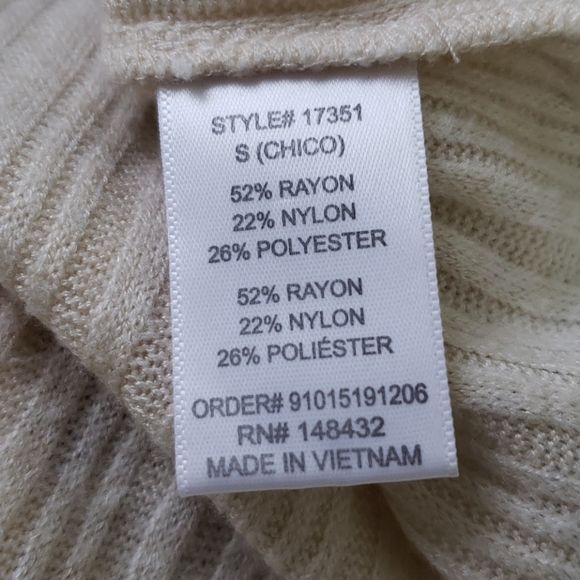 STYLE# 17351
S (CHICO)
52% RAYON
22% NYLON
26% POLYESTER
52% RAYON
22% NYLON
26% POLIÉSTER
ORDER# 91015191206
RN# 148432
MADE IN VIETNAM